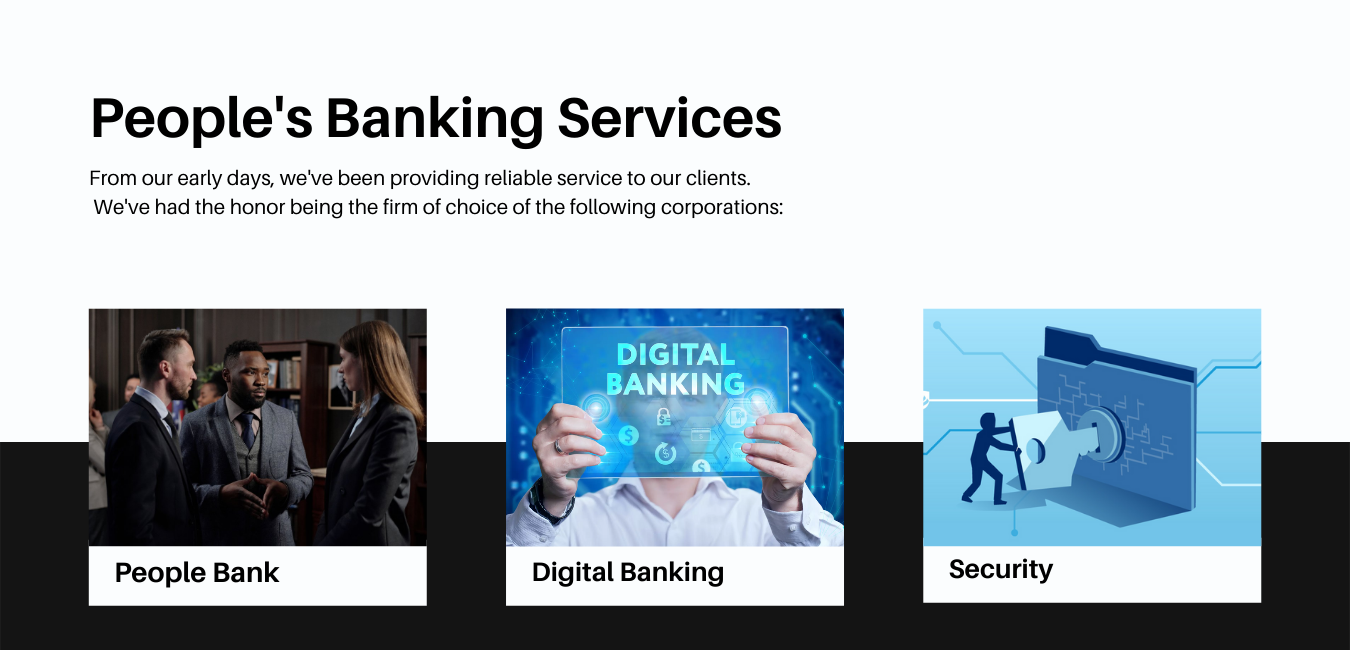 People's Banking Services
From our early days, we've been providing reliable service to our clients.
We've had the honor being the firm of choice of the following corporations:
DIGITAL
BANKING
People Bank
Digital Banking
Security